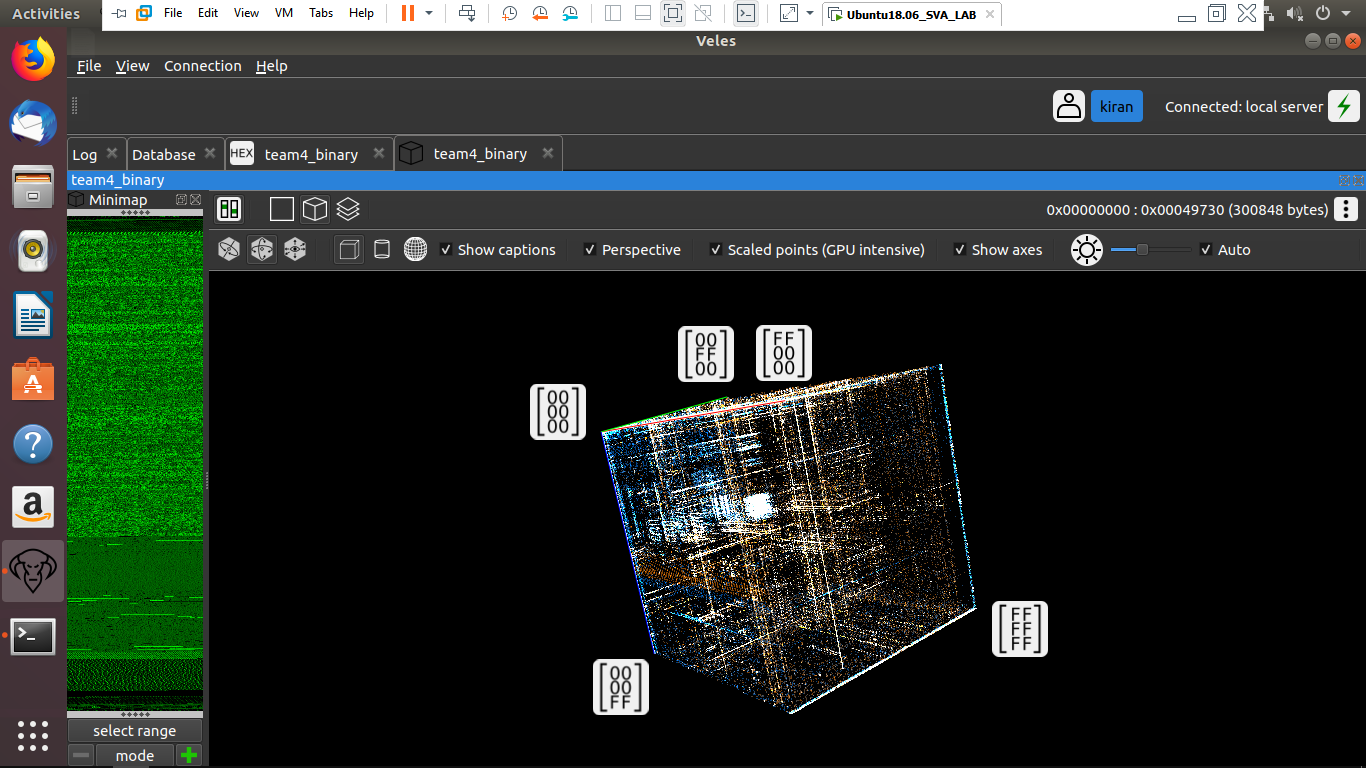 Activities
File Edit View VM Tabs Help
Ubuntu18.06_SVA_LAB
Veles
File View Connection Help
kiran
Connected: local server
Log
Database
HEX team4_binary
team4_binary
team4_binary
Minimap
0x00000000 : 0x00049730 (300848 bytes)
Show captions
Perspective
Scaled points (GPU intensive)
Show axes
Auto
00
FF
00
FF
00
00
00
00
00
FF
FF
FF
00
00
FF
select range
mode